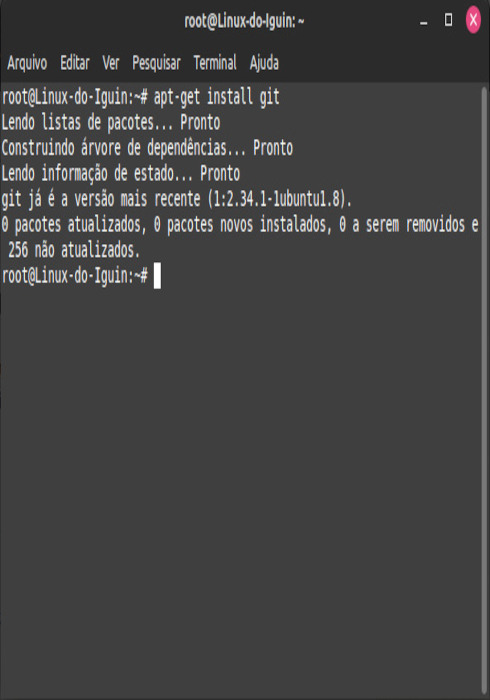 root@Linux-do-Iguin: ~
Arquivo Editar Ver Pesquisar Terminal Ajuda
root@Linux-do-Iguin:~# apt-get install git
Lendo listas de pacotes... Pronto
Construindo árvore de dependências... Pronto
Lendo informação de estado... Pronto
git já é a versão mais recente (1:2.34.1-1ubuntu1.8).
0 pacotes atualizados, 0 pacotes novos instalados, 0 a serem removidos e
256 não atualizados.
root@Linux-do-Iguin:~#